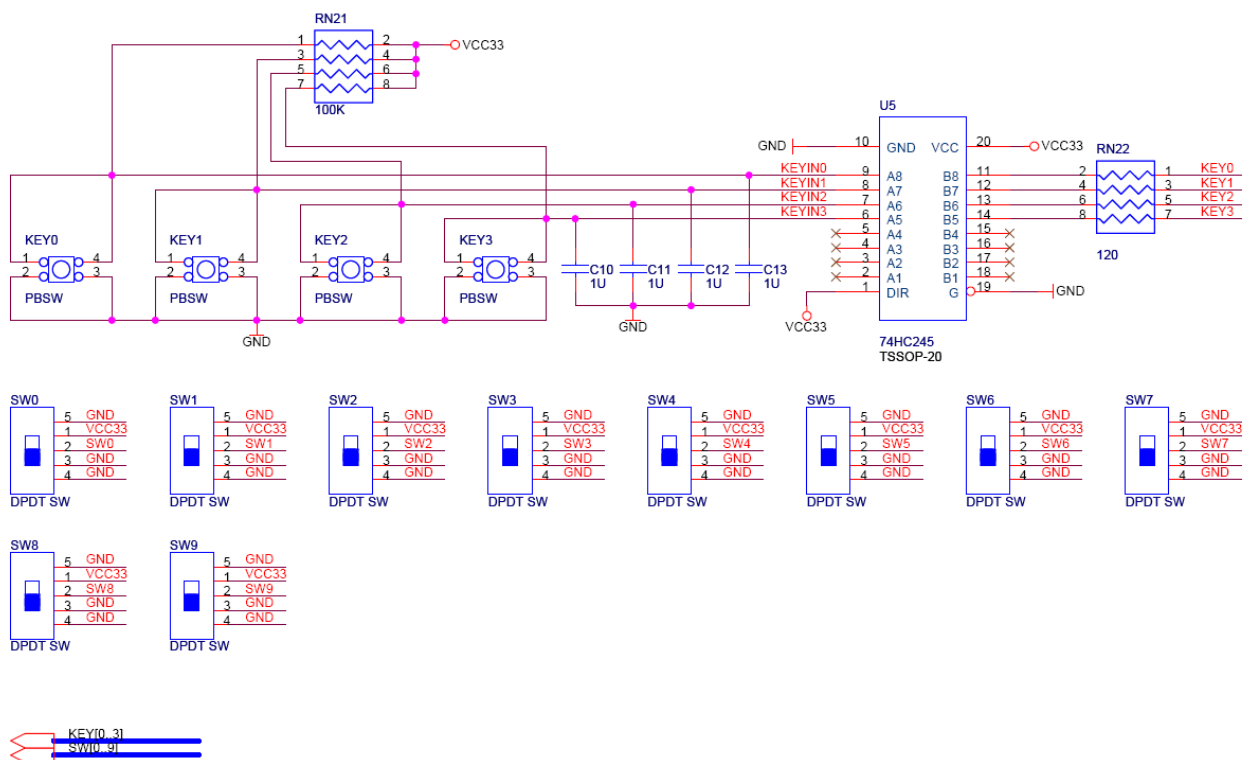 RN21
1 2 VCC33
3 4
5 6
7 8
100K
U5
GND 10 GND VCC 20 VCC33 RN22
KEYIN0 9 A8 B8 11 2 1 KEY0
KEYIN1 8 A7 B7 12 4 3 KEY1
KEYIN2 7 A6 B6 13 6 5 KEY2
KEYIN3 6 A5 B5 14 8 7 KEY3
5 A4 B4 15
4 A3 B3 16
3 A2 B2 17
2 A1 B1 18
1 DIR G 19 GND
120
VCC33
74HC245
TSSOP-20
KEY0 KEY1 KEY2 KEY3
1 4 1 4 1 4 1 4
2 3 2 3 2 3 2 3
PBSW PBSW PBSW PBSW
C10 C11 C12 C13
1U 1U 1U 1U
GND GND
SW0 SW1 SW2 SW3 SW4 SW5 SW6 SW7
5 GND 5 GND 5 GND 5 GND 5 GND 5 GND 5 GND 5 GND
1 VCC33 1 VCC33 1 VCC33 1 VCC33 1 VCC33 1 VCC33 1 VCC33 1 VCC33
2 SW0 2 SW1 2 SW2 2 SW3 2 SW4 2 SW5 2 SW6 2 SW7
3 GND 3 GND 3 GND 3 GND 3 GND 3 GND 3 GND 3 GND
4 GND 4 GND 4 GND 4 GND 4 GND 4 GND 4 GND 4 GND
DPDT SW DPDT SW DPDT SW DPDT SW DPDT SW DPDT SW DPDT SW DPDT SW
SW8 SW9
5 GND 5 GND
1 VCC33 1 VCC33
2 SW8 2 SW9
3 GND 3 GND
4 GND 4 GND
DPDT SW DPDT SW
KEY[0..3]
SW[0..9]